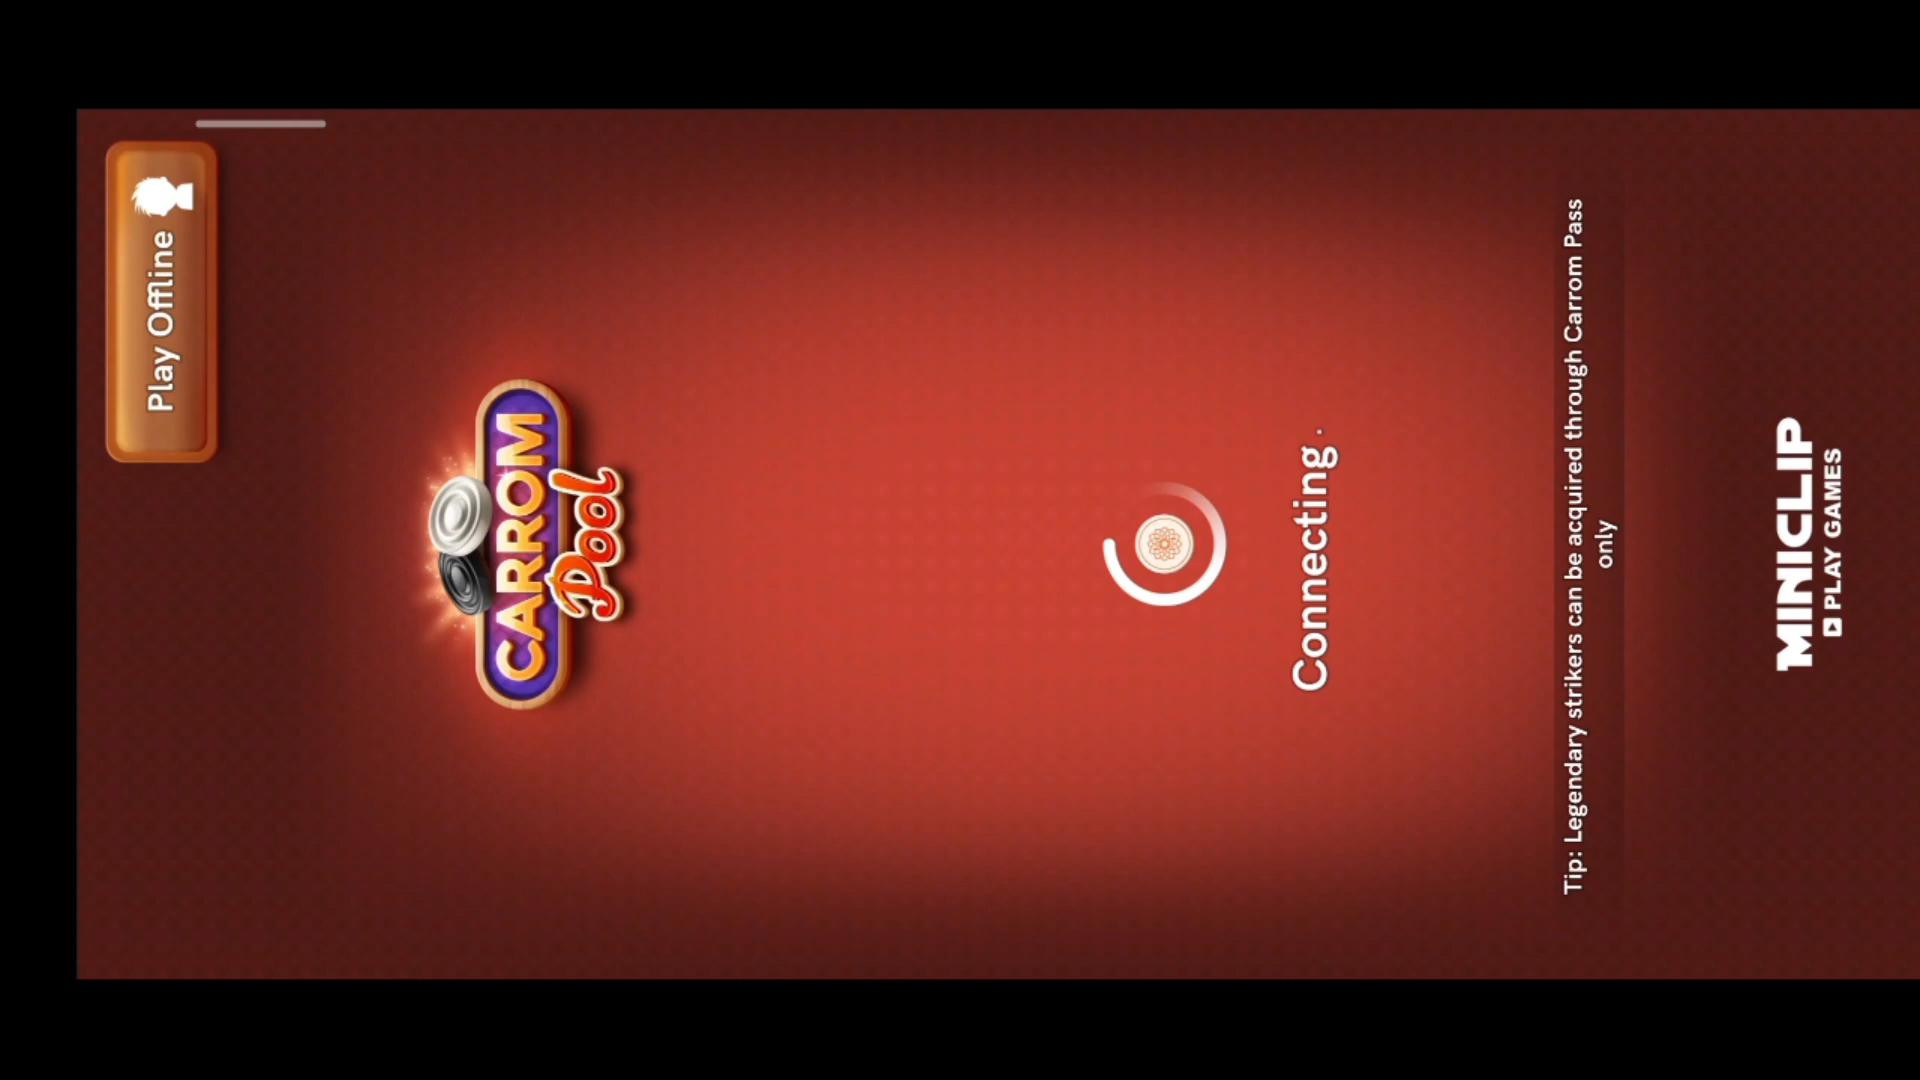 Play Offline
CARROM
Pool
Connecting .
Tip: Legendary strikers can be acquired through Carrom Pass
only
MINICLIP
PLAY GAMES